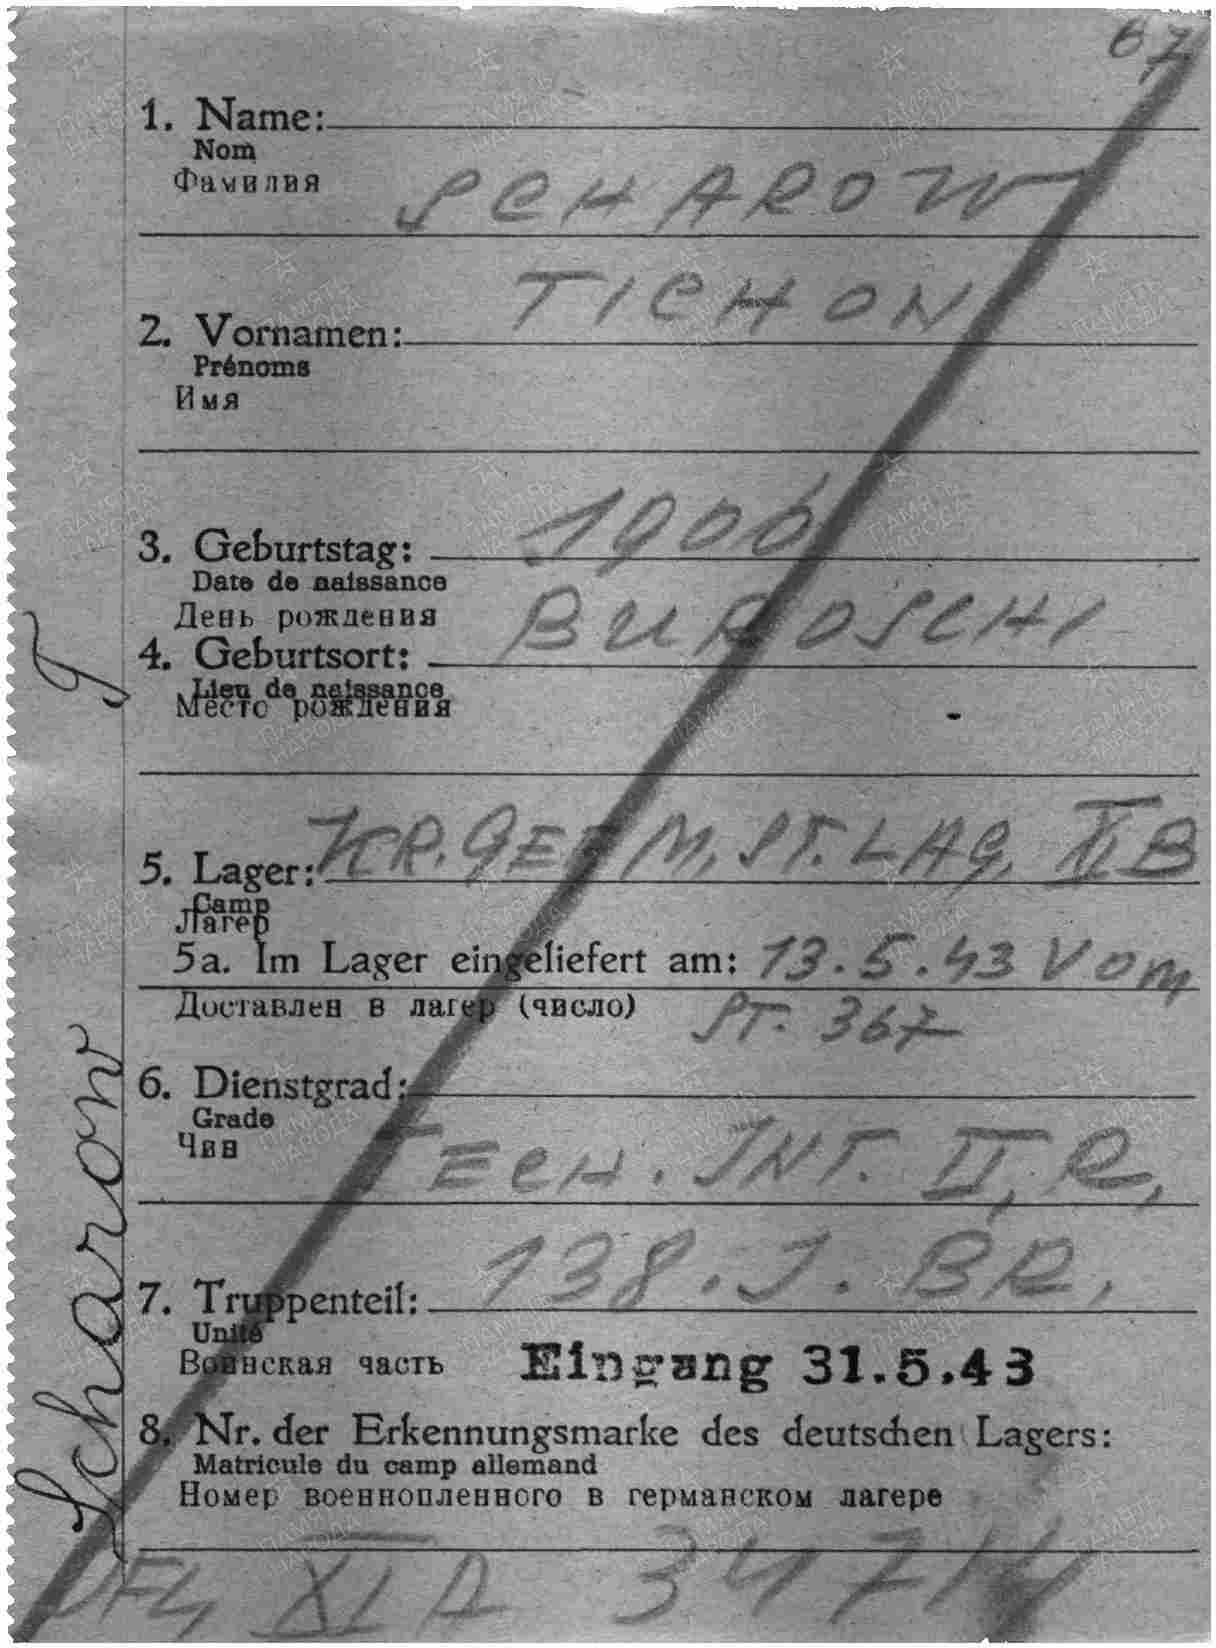 67
1. Name:
Nom
Фамилия
SCHAROW
TICHON
2. Vornamen:
Prénoms
Имя
1906
3. Geburtstag:
Date de naissance
День рождения
BUROSCHI
4. Geburtsort:
Lieu de naissance
Место рождения
5. Lager: KR. GEF. M. ST. LAG. II B
Camp
Лагер
5a. Im Lager eingeliefert am: 13.5.43 Vom
Доставлен в лагер (число) ST. 367
6. Dienstgrad:
Grade
Чин
TECH. INT. II, R,
138. I. BR,
7. Truppenteil:
Unité
Воинская часть
Eingang 31.5.43
8. Nr. der Erkennungsmarke des deutschen Lagers:
Matricule du camp allemand
Номер военнопленного в германском лагере
XI A 34714
Scharow T
ПАМЯТЬ НАРОДА